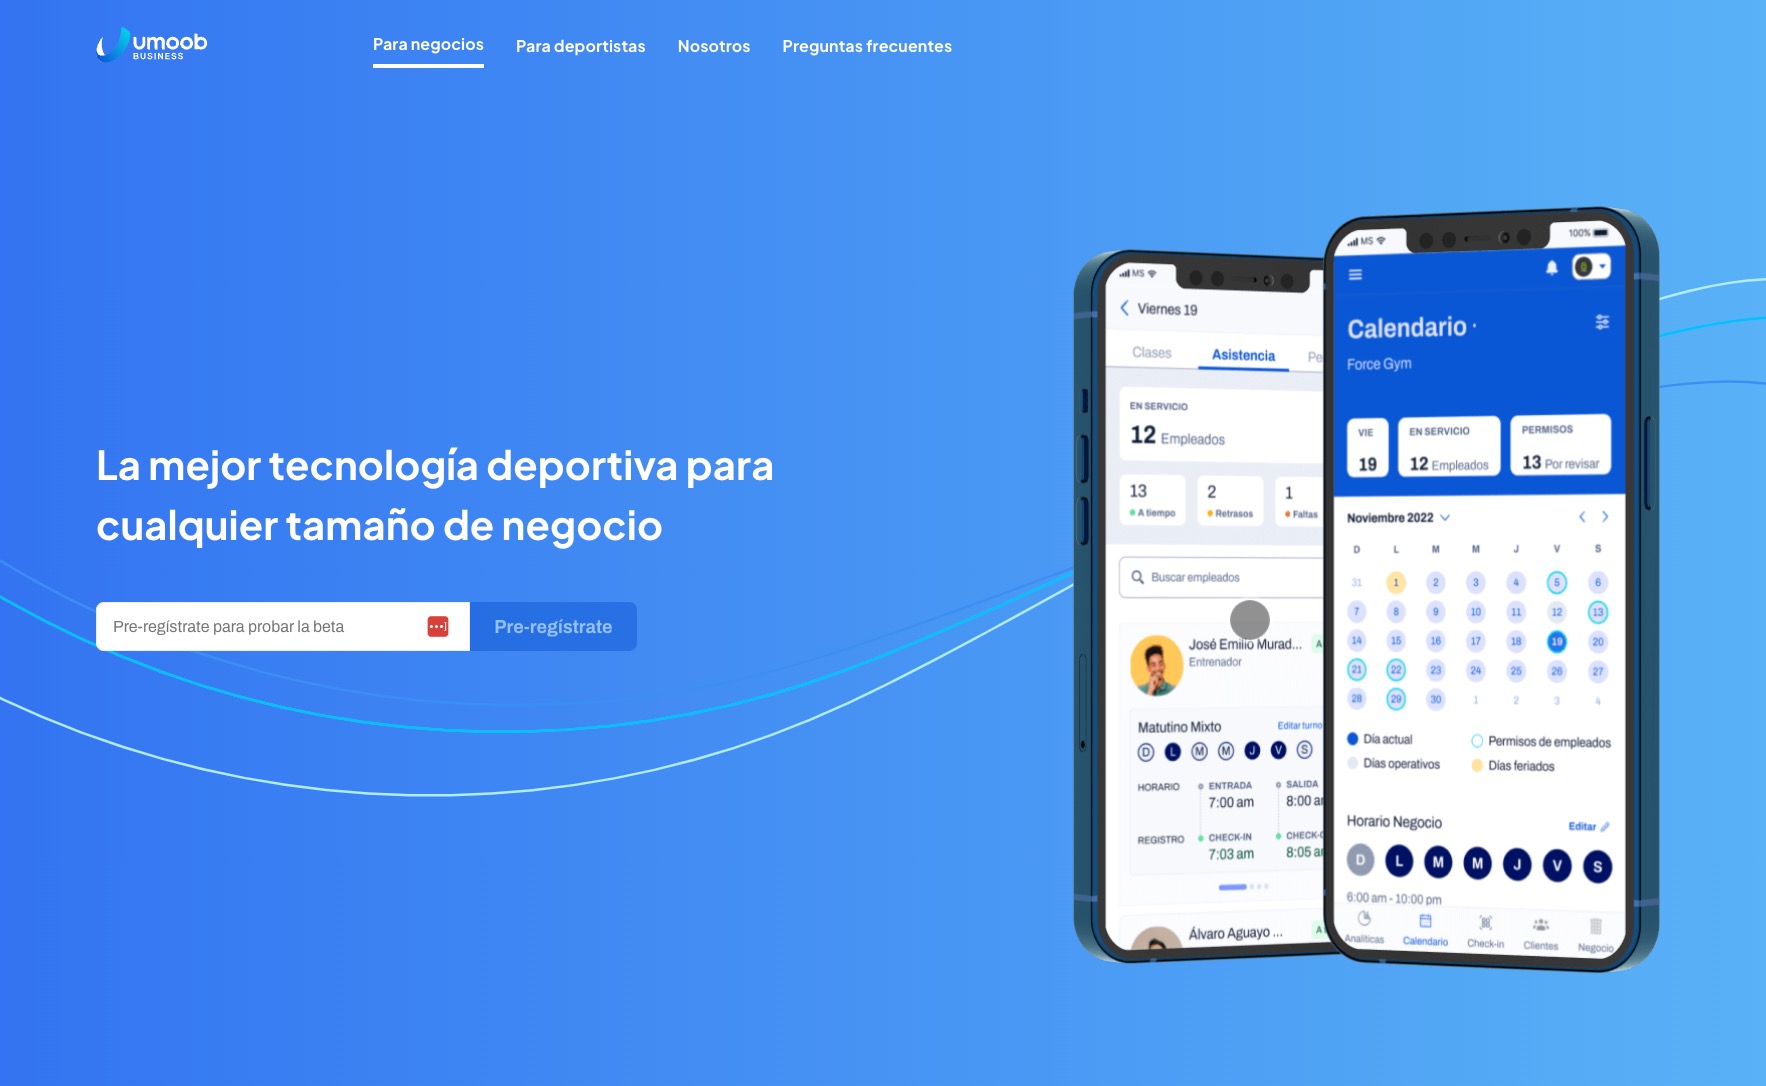 umoob
BUSINESS
Para negocios
Para deportistas
Nosotros
Preguntas frecuentes
La mejor tecnología deportiva para
cualquier tamaño de negocio
Pre-regístrate para probar la beta
Pre-regístrate
MS
Viernes 19
Clases
Asistencia
Pe
EN SERVICIO
12 Empleados
13
A tiempo
2
Retrasos
1
Faltas
Buscar empleados
José Emilio Murad...
A
Entrenador
Matutino Mixto
Editar turno
D L M M J V S
HORARIO
ENTRADA
7:00 am
SALIDA
8:00 a
REGISTRO
CHECK-IN
7:03 am
CHECK-
8:05 a
Álvaro Aguayo ...
A
MS
100%
Calendario
Force Gym
VIE
19
EN SERVICIO
12 Empleados
PERMISOS
13 Por revisar
Noviembre 2022
D L M M J V S
31 1 2 3 4 5 6
7 8 9 10 11 12 13
14 15 16 17 18 19 20
21 22 23 24 25 26 27
28 29 30 1 2 3 4
Día actual
Permisos de empleados
Días operativos
Días feriados
Horario Negocio
Editar
D L M M J V S
6:00 am - 10:00 pm
Analíticas
Calendario
Check-in
Clientes
Negocio